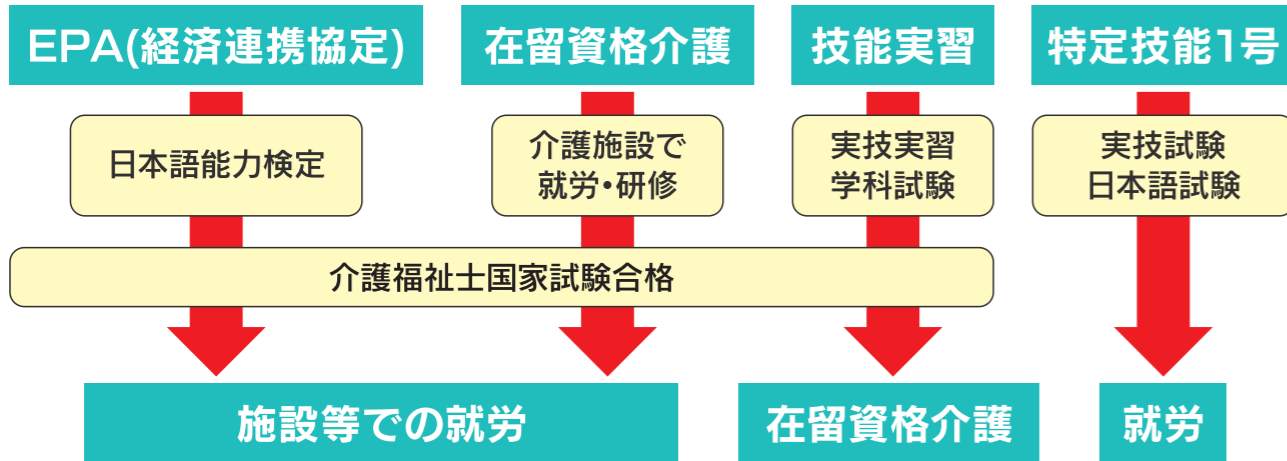 EPA(経済連携協定)
在留資格介護
技能実習
特定技能1号
日本語能力検定
介護施設で
就労・研修
実技実習
学科試験
実技試験
日本語試験
介護福祉士国家試験合格
施設等での就労
在留資格介護
就労